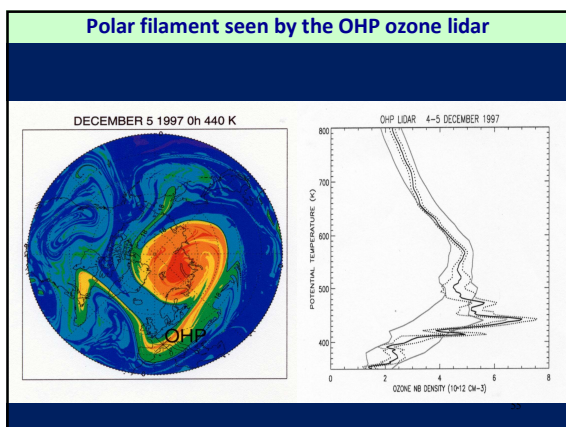 Polar filament seen by the OHP ozone lidar
DECEMBER 5 1997 0h 440 K
OHP
OHP LIDAR 4-5 DECEMBER 1997
POTENTIAL TEMPERATURE (K)
800
700
600
500
400
0 2 4 6 8
OZONE NB DENSITY (10-12 CM-3)